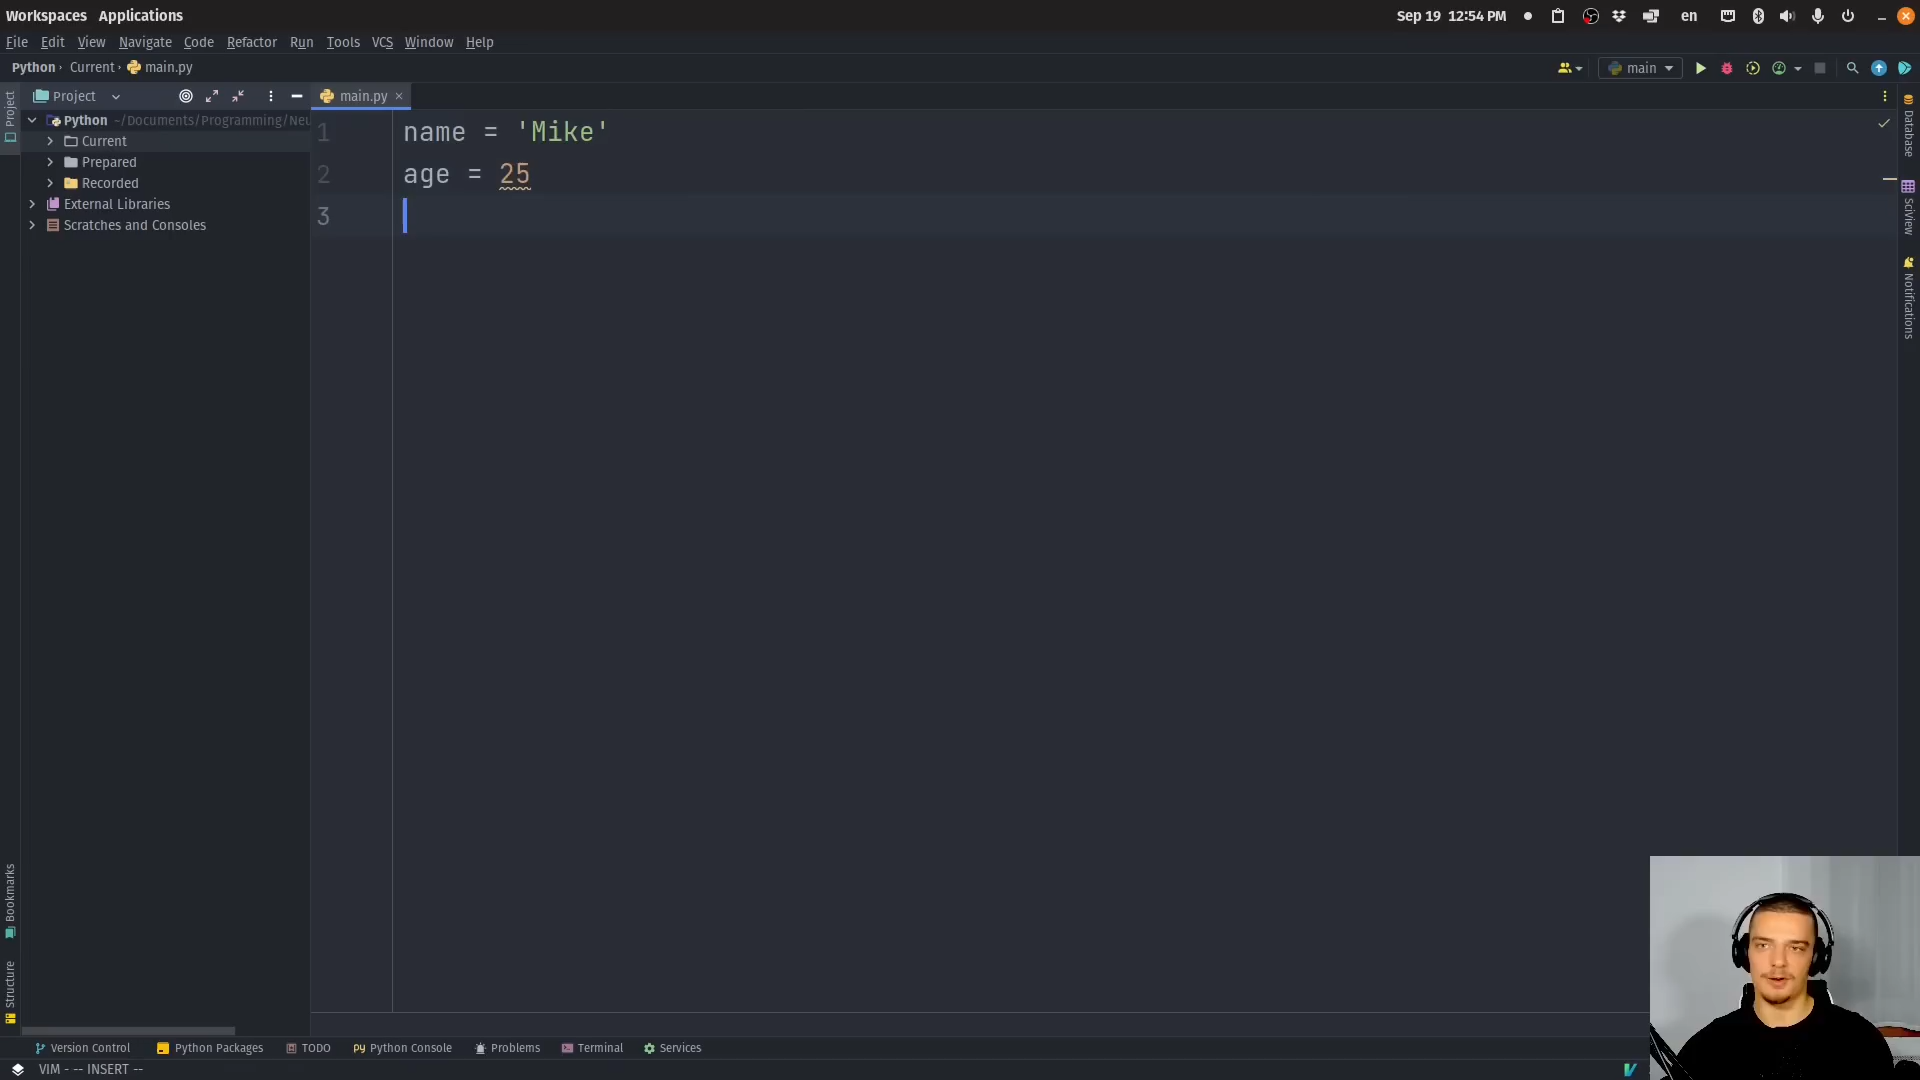 Workspaces Applications
Sep 19 12:54 PM
en
File Edit View Navigate Code Refactor Run Tools VCS Window Help
Python Current main.py
main
Project
main.py
Project
Python ~/Documents/Programming/Neu
Current
Prepared
Recorded
External Libraries
Scratches and Consoles
1 name = 'Mike'
2 age = 25
3
Database
SciView
Notifications
Bookmarks
Structure
Version Control Python Packages TODO Python Console Problems Terminal Services
VIM - -- INSERT --